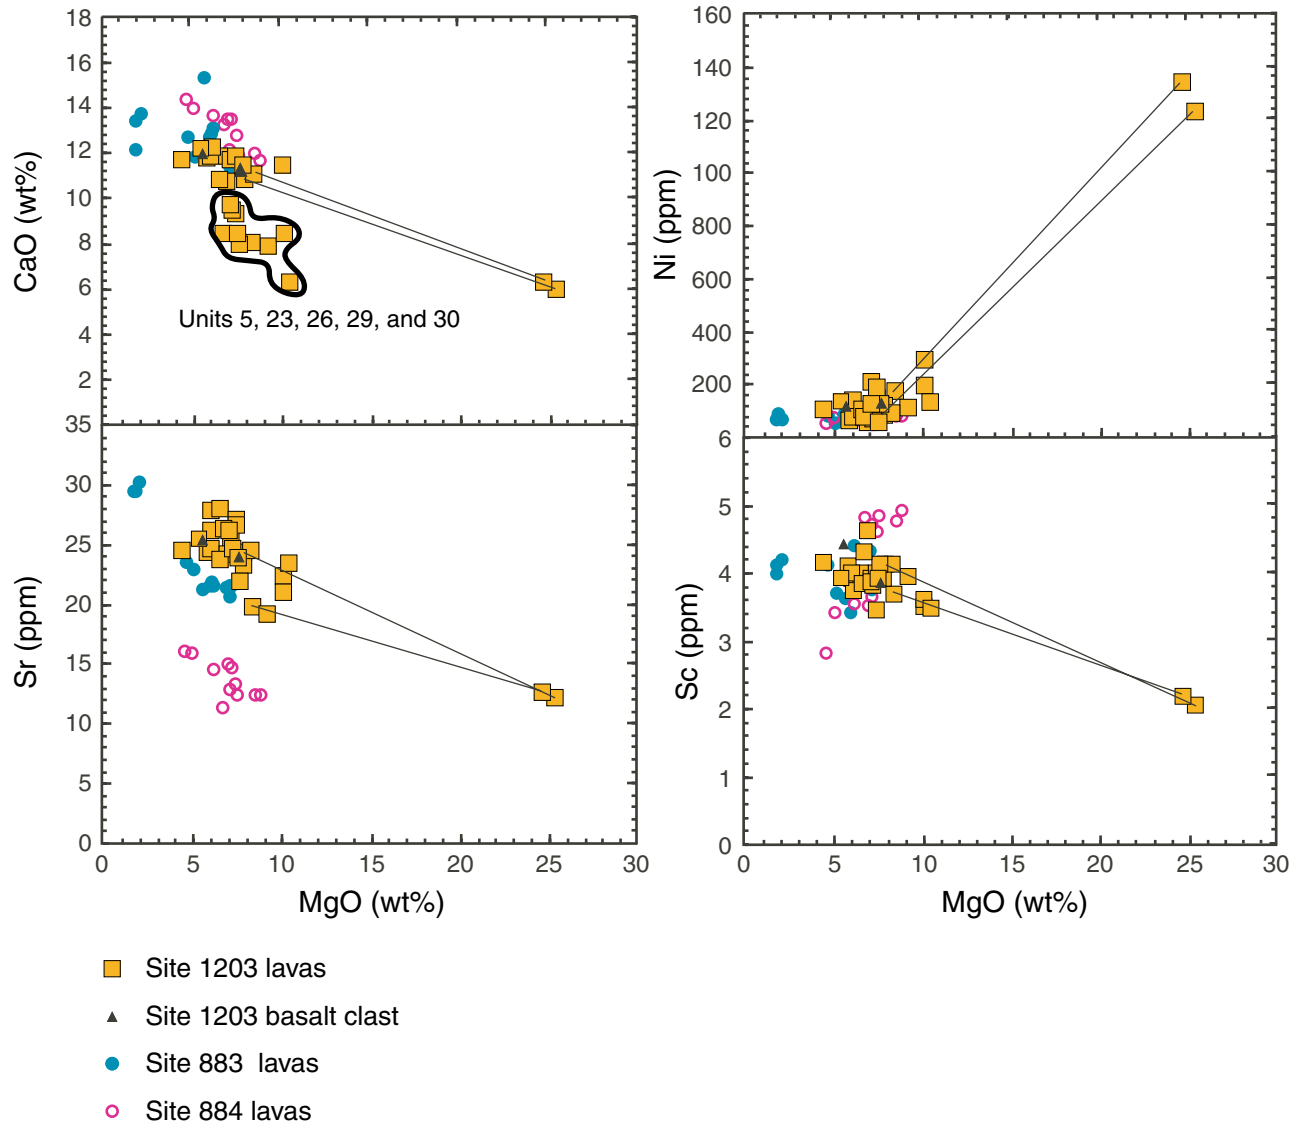 18
16
14
12
10
8
6
4
2
CaO (wt%)
Units 5, 23, 26, 29, and 30
160
140
120
100
800
600
400
200
Ni (ppm)
35
30
25
20
15
10
5
0
Sr (ppm)
0 5 10 15 20 25 30
MgO (wt%)
6
5
4
3
2
1
0
Sc (ppm)
0 5 10 15 20 25 30
MgO (wt%)
Site 1203 lavas
Site 1203 basalt clast
Site 883 lavas
Site 884 lavas